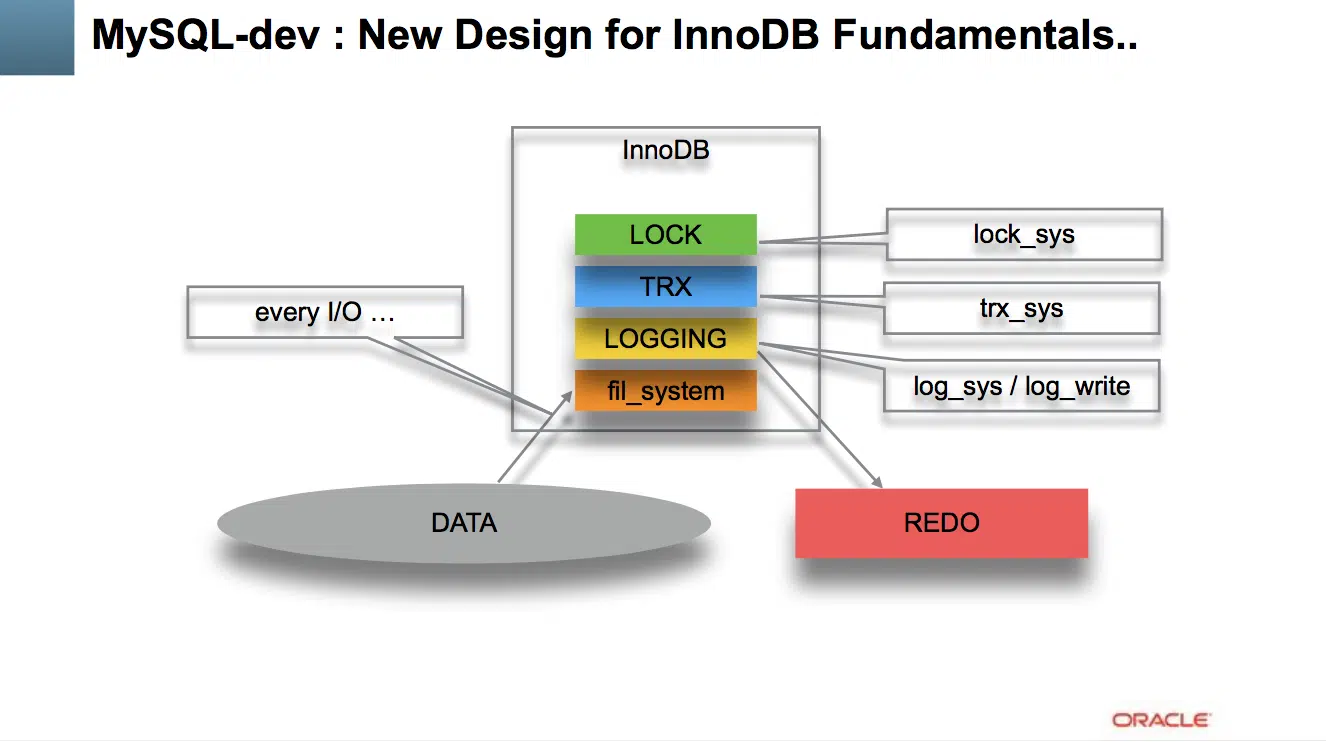 MySQL-dev : New Design for InnoDB Fundamentals..
InnoDB
LOCK
lock_sys
TRX
trx_sys
every I/O …
LOGGING
log_sys / log_write
fil_system
DATA
REDO
ORACLE